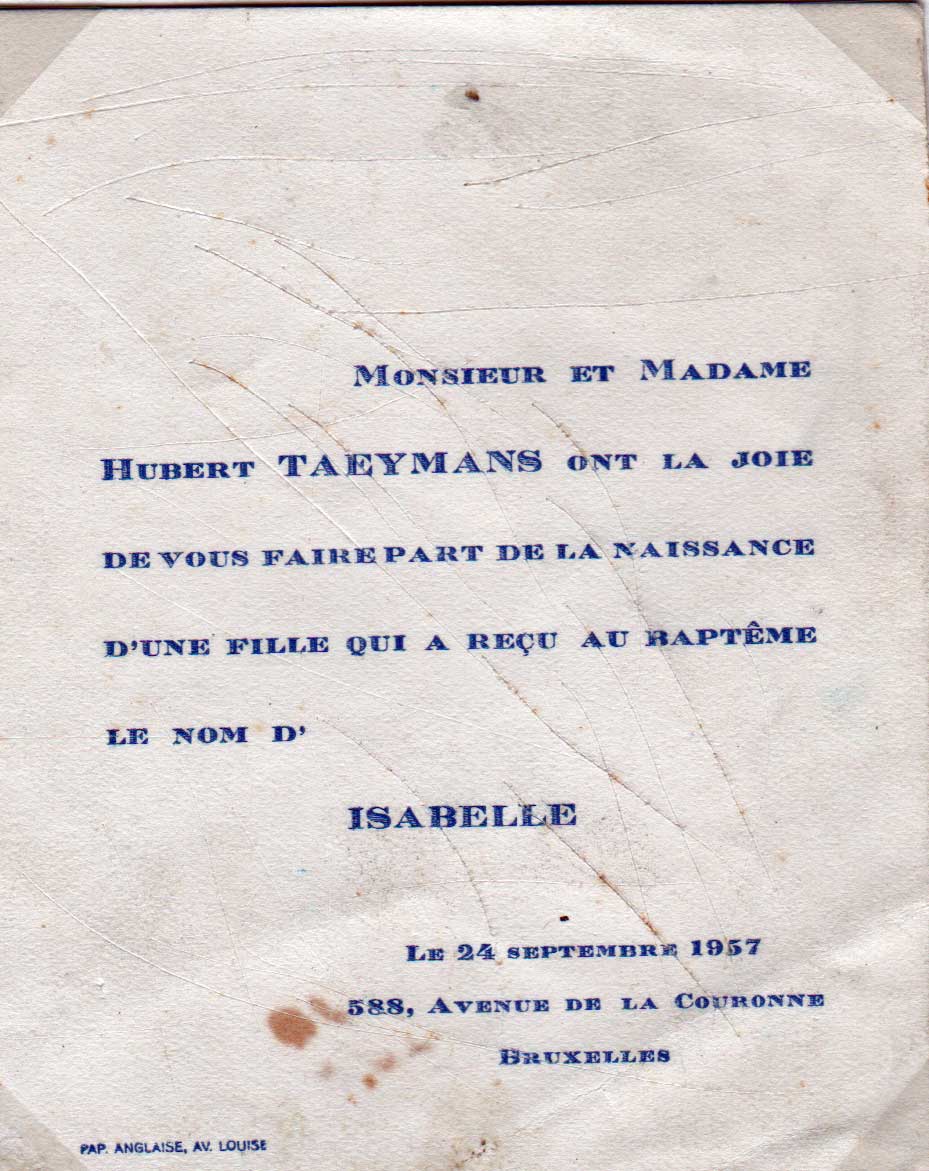 Monsieur et Madame
Hubert TAEYMANS ont la joie
de vous faire part de la naissance
d'une fille qui a reçu au baptême
le nom d'
ISABELLE
Le 24 septembre 1957
588, Avenue de la Couronne
Bruxelles
PAP. ANGLAISE, AV. LOUISE